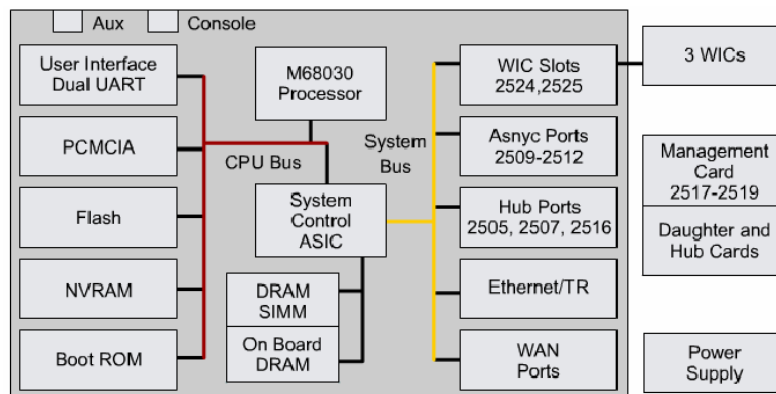 Aux
Console
User Interface
Dual UART
PCMCIA
Flash
NVRAM
Boot ROM
M68030
Processor
CPU Bus
System
Bus
System
Control
ASIC
DRAM
SIMM
On Board
DRAM
WIC Slots
2524,2525
Asnyc Ports
2509-2512
Hub Ports
2505, 2507, 2516
Ethernet/TR
WAN
Ports
3 WICs
Management
Card
2517-2519
Daughter and
Hub Cards
Power
Supply